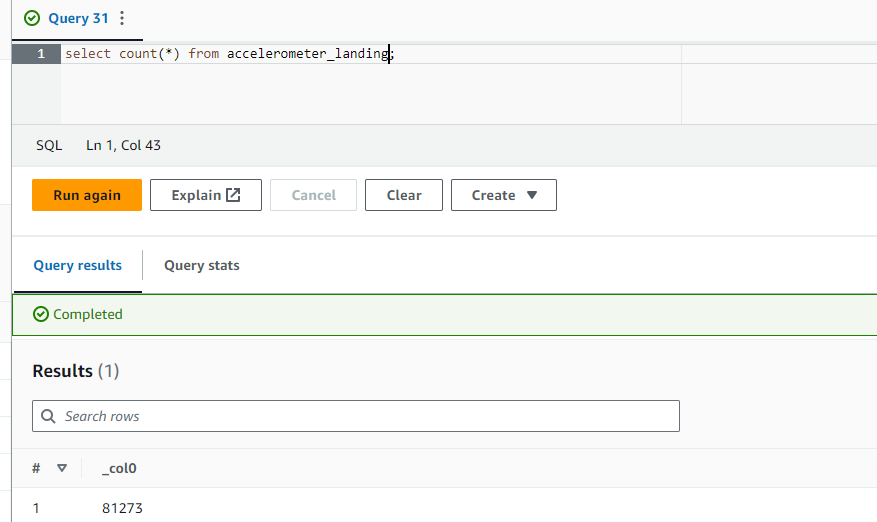 Query 31
1 select count(*) from accelerometer_landing;
SQL Ln 1, Col 43
Run again Explain Cancel Clear Create
Query results Query stats
Completed
Results (1)
Search rows
# _col0
1 81273